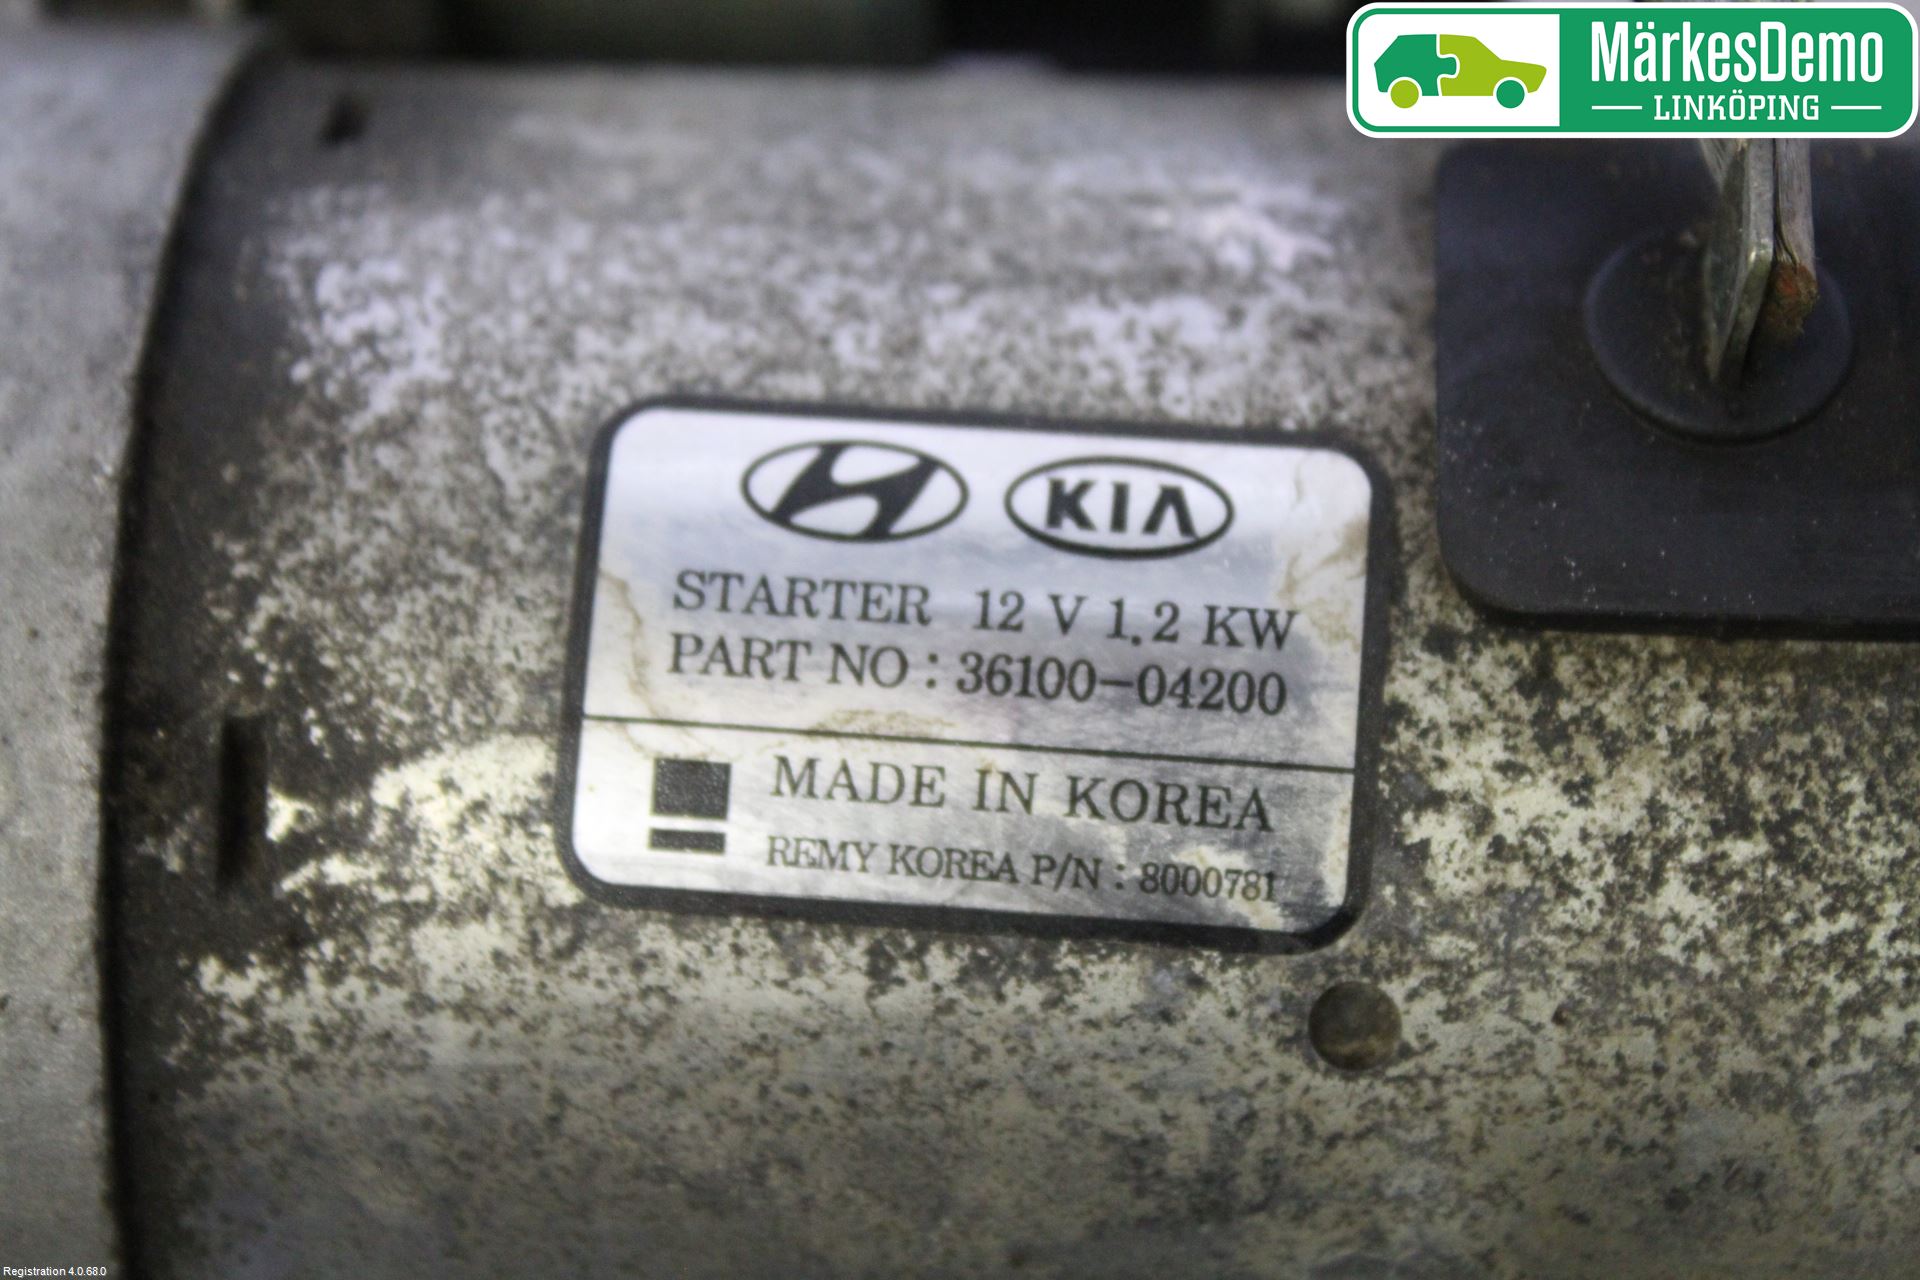 MärkesDemo
LINKÖPING
KIA
STARTER 12 V 1.2 KW
PART NO : 36100-04200
MADE IN KOREA
REMY KOREA P/N : 8000781
Registration 4.0.68.0